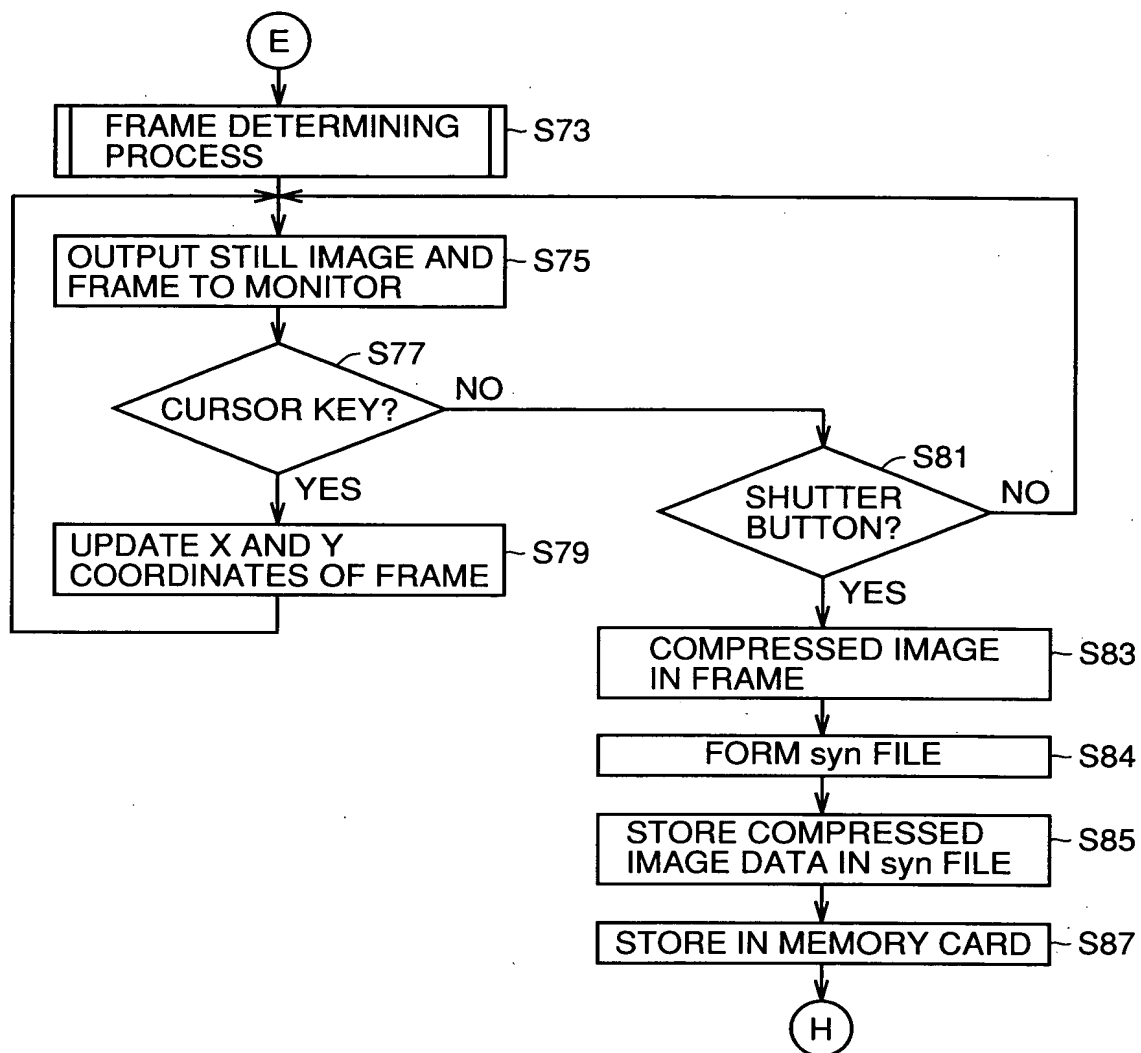 E
FRAME DETERMINING
PROCESS
S73
OUTPUT STILL IMAGE AND
FRAME TO MONITOR
S75
S77
CURSOR KEY?
NO
YES
UPDATE X AND Y
COORDINATES OF FRAME
S79
S81
SHUTTER
BUTTON?
NO
YES
COMPRESSED IMAGE
IN FRAME
S83
FORM syn FILE
S84
STORE COMPRESSED
IMAGE DATA IN syn FILE
S85
STORE IN MEMORY CARD
S87
H